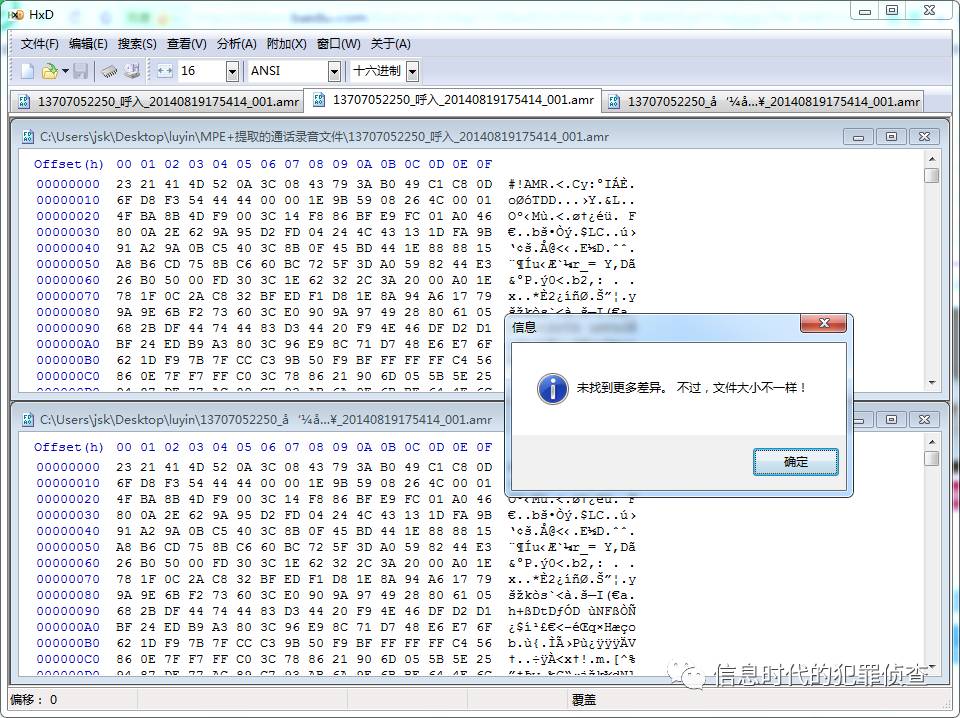 HxD
文件(F) 编辑(E) 搜索(S) 查看(V) 分析(A) 附加(X) 窗口(W) 关于(A)
16 ANSI 十六进制
13707052250_呼入_20140819175414_001.amr 13707052250_呼入_20140819175414_001.amr 13707052250_å‘¼å…¥_20140819175414_001.amr
C:\Users\jsk\Desktop\luyin\MPE+提取的通话录音文件\13707052250_呼入_20140819175414_001.amr
Offset(h) 00 01 02 03 04 05 06 07 08 09 0A 0B 0C 0D 0E 0F
00000000 23 21 41 4D 52 0A 3C 08 43 79 3A B0 49 C1 C8 0D #!AMR.<.Cy:°IÁÈ.
00000010 6F D8 F3 54 44 44 00 00 1E 9B 59 08 26 4C 00 01 oØóTDD...›Y.&L..
00000020 4F BA 8B 4D F9 00 3C 14 F8 86 BF E9 FC 01 A0 46 Oº‹Mù.<.ø†¿éü. F
00000030 80 0A 2E 62 9A 95 D2 FD 04 24 4C 43 13 1D FA 9B €..bš•Òý.$LC..ú›
00000040 91 A2 9A 0B C5 40 3C 8B 0F 45 BD 44 1E 88 88 15 ‘¢š.Å@<‹.E½D.ˆˆ.
00000050 A8 B6 CD 75 8B C6 60 BC 72 5F 3D A0 59 82 44 E3 ¨¶Íu‹Æ`¼r_= Y‚Dã
00000060 26 B0 50 00 FD 30 3C 1E 62 32 2C 3A 20 00 A0 1E &°P.ý0<.b2,: . .
00000070 78 1F 0C 2A C8 32 BF ED F1 D8 1E 8A 94 A6 17 79 x..*È2¿íñØ.Š”¦.y
00000080 9A 9E 6B F2 73 60 3C E0 90 9A 97 49 28 80 61 05
00000090 68 2B DF 44 74 44 83 D3 44 20 F9 4E 46 DF D2 D1
000000A0 BF 24 ED B9 A3 80 3C 96 E9 8C 71 D7 48 E6 E7 6F
000000B0 62 1D F9 7B 7F CC C3 9B 50 F9 BF FF FF FF C4 56
000000C0 86 0E 7F F7 FF C0 3C 78 86 21 90 6D 05 5B 5E 25
信息
未找到更多差异。 不过，文件大小不一样！
确定
C:\Users\jsk\Desktop\luyin\13707052250_å‘¼å…¥_20140819175414_001.amr
Offset(h) 00 01 02 03 04 05 06 07 08 09 0A 0B 0C 0D 0E 0F
00000000 23 21 41 4D 52 0A 3C 08 43 79 3A B0 49 C1 C8 0D
00000010 6F D8 F3 54 44 44 00 00 1E 9B 59 08 26 4C 00 01
00000020 4F BA 8B 4D F9 00 3C 14 F8 86 BF E9 FC 01 A0 46 Oº‹Mù.<.ø†¿éü. F
00000030 80 0A 2E 62 9A 95 D2 FD 04 24 4C 43 13 1D FA 9B €..bš•Òý.$LC..ú›
00000040 91 A2 9A 0B C5 40 3C 8B 0F 45 BD 44 1E 88 88 15 ‘¢š.Å@<‹.E½D.ˆˆ.
00000050 A8 B6 CD 75 8B C6 60 BC 72 5F 3D A0 59 82 44 E3 ¨¶Íu‹Æ`¼r_= Y‚Dã
00000060 26 B0 50 00 FD 30 3C 1E 62 32 2C 3A 20 00 A0 1E &°P.ý0<.b2,: . .
00000070 78 1F 0C 2A C8 32 BF ED F1 D8 1E 8A 94 A6 17 79 x..*È2¿íñØ.Š”¦.y
00000080 9A 9E 6B F2 73 60 3C E0 90 9A 97 49 28 80 61 05 šžkòs`<à.š—I(€a.
00000090 68 2B DF 44 74 44 83 D3 44 20 F9 4E 46 DF D2 D1 h+ßDtDƒÓD ùNFßÒÑ
000000A0 BF 24 ED B9 A3 80 3C 96 E9 8C 71 D7 48 E6 E7 6F ¿$í¹£€<–éŒq×Hæço
000000B0 62 1D F9 7B 7F CC C3 9B 50 F9 BF FF FF FF C4 56 b.ù{.ÌÃ›Pù¿ÿÿÿÄV
000000C0 86 0E 7F F7 FF C0 3C 78 86 21 90 6D 05 5B 5E 25 †..÷ÿÀ<x†!.m.[^%
信息时代的犯罪侦查
偏移： 0 覆盖